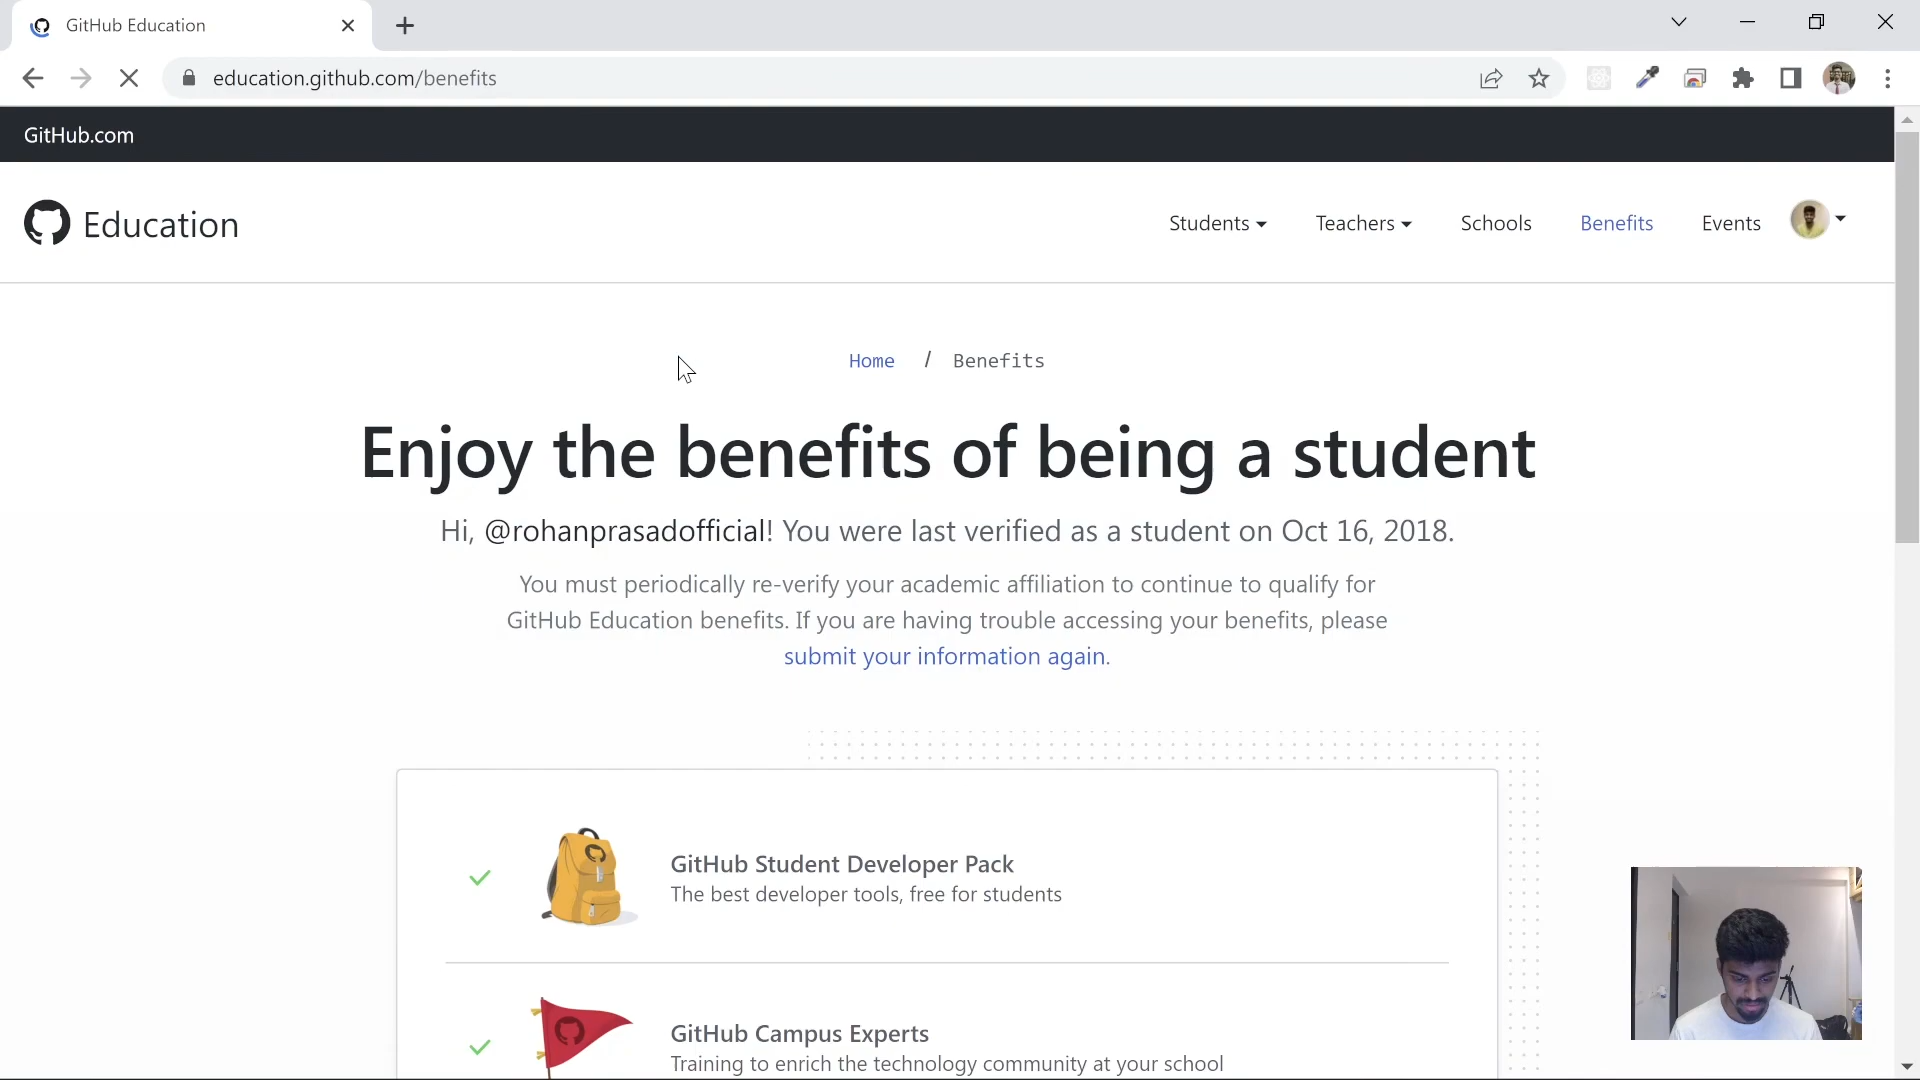 GitHub Education
education.github.com/benefits
GitHub.com
Education
Students
Teachers
Schools
Benefits
Events
Home / Benefits
Enjoy the benefits of being a student
Hi, @rohanprasadofficial! You were last verified as a student on Oct 16, 2018.
You must periodically re-verify your academic affiliation to continue to qualify for
GitHub Education benefits. If you are having trouble accessing your benefits, please
submit your information again.
GitHub Student Developer Pack
The best developer tools, free for students
GitHub Campus Experts
Training to enrich the technology community at your school